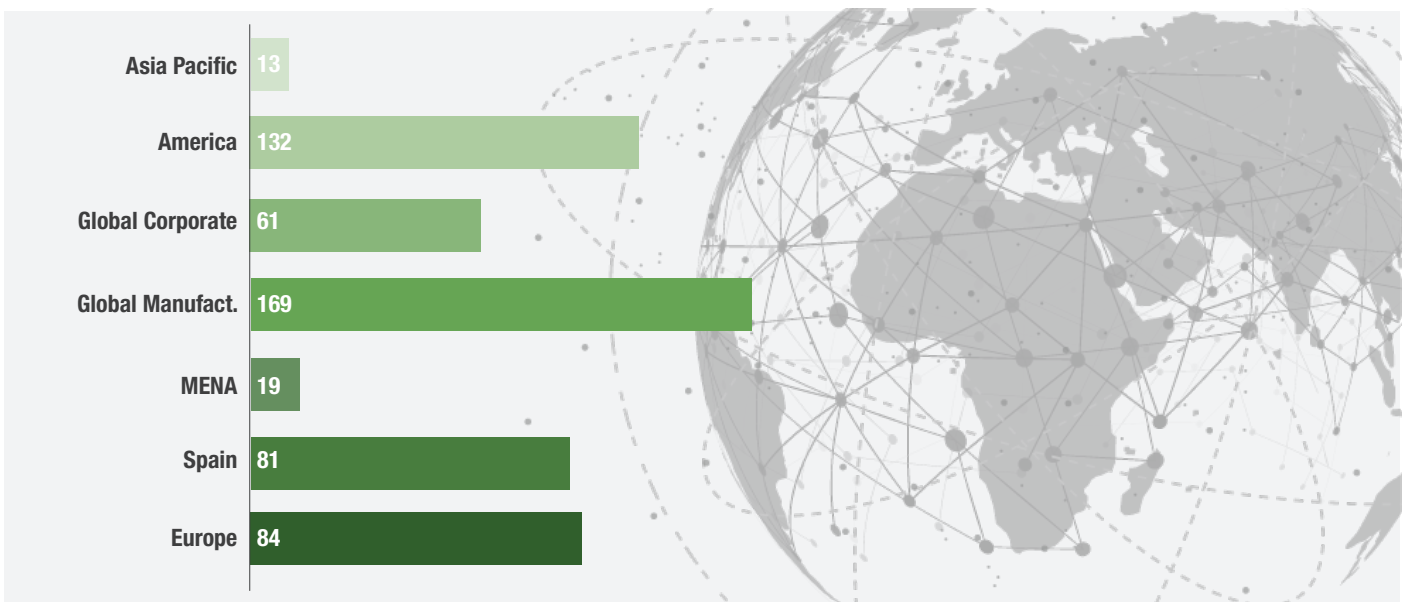 Asia Pacific 13
America 132
Global Corporate 61
Global Manufact. 169
MENA 19
Spain 81
Europe 84